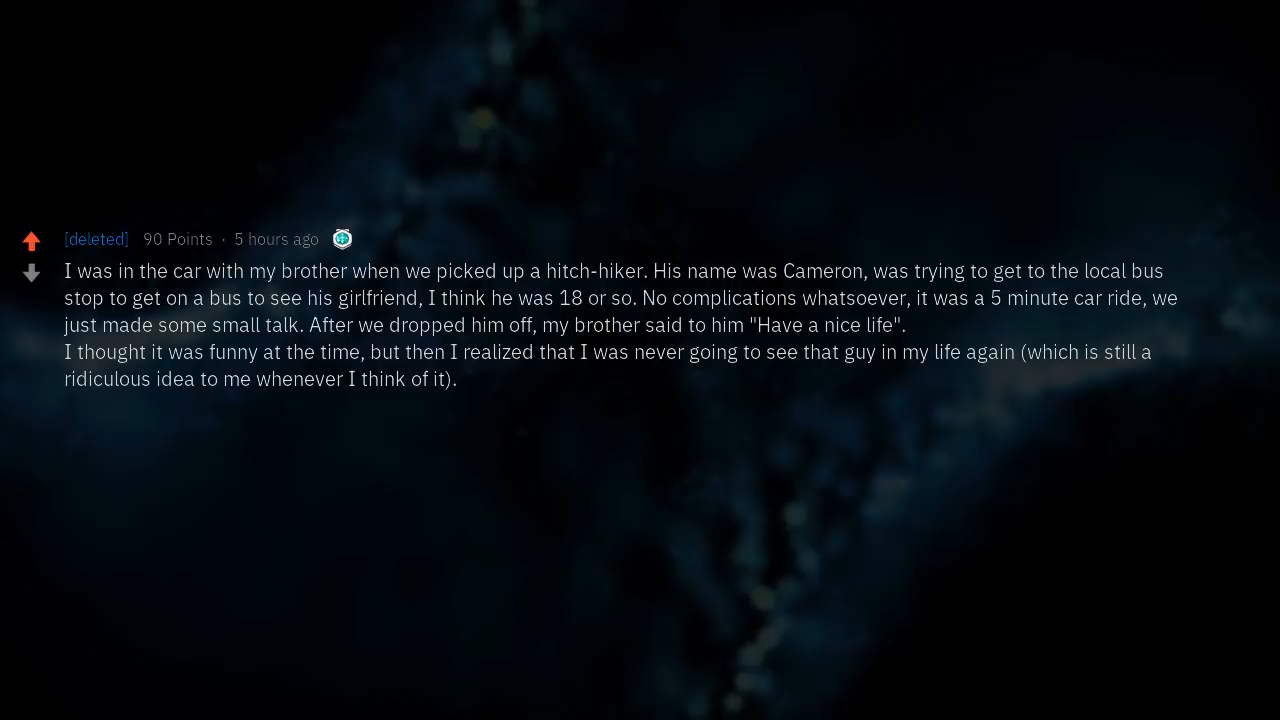 [deleted] 90 Points · 5 hours ago
I was in the car with my brother when we picked up a hitch-hiker. His name was Cameron, was trying to get to the local bus
stop to get on a bus to see his girlfriend, I think he was 18 or so. No complications whatsoever, it was a 5 minute car ride, we
just made some small talk. After we dropped him off, my brother said to him "Have a nice life".
I thought it was funny at the time, but then I realized that I was never going to see that guy in my life again (which is still a
ridiculous idea to me whenever I think of it).